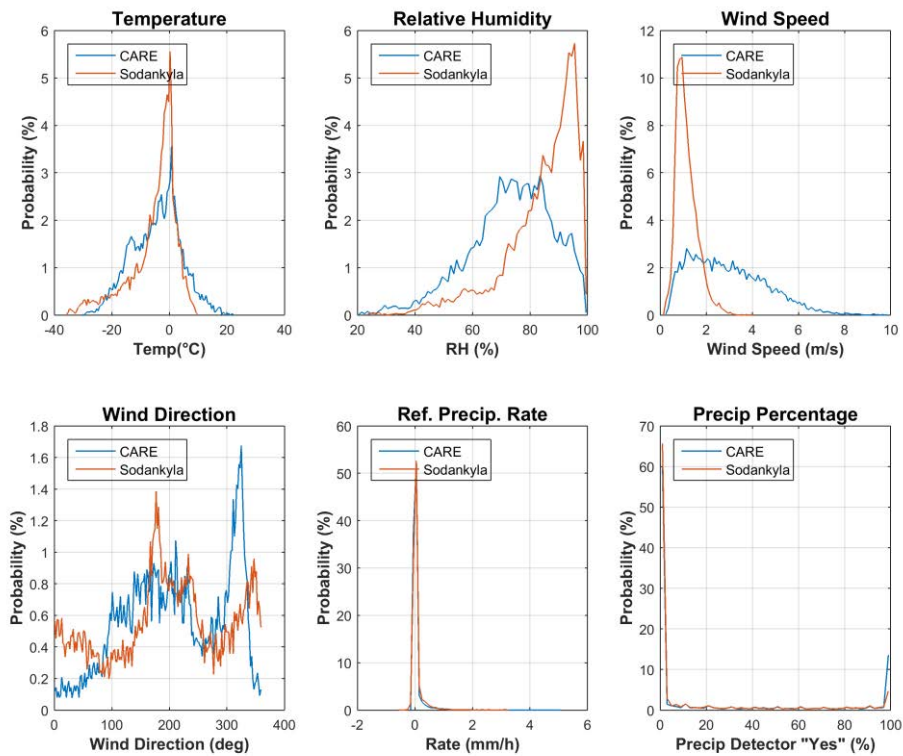 Temperature
6
5
4
3
2
1
0
-40 -20 0 20 40
Probability (%)
Temp(°C)
CARE
Sodankyla
Relative Humidity
6
5
4
3
2
1
0
20 40 60 80 100
Probability (%)
RH (%)
CARE
Sodankyla
Wind Speed
12
10
8
6
4
2
0
0 2 4 6 8 10
Probability (%)
Wind Speed (m/s)
CARE
Sodankyla
Wind Direction
1.8
1.6
1.4
1.2
1
0.8
0.6
0.4
0.2
0
0 100 200 300 400
Probability (%)
Wind Direction (deg)
CARE
Sodankyla
Ref. Precip. Rate
60
50
40
30
20
10
0
-2 0 2 4 6
Probability (%)
Rate (mm/h)
CARE
Sodankyla
Precip Percentage
70
60
50
40
30
20
10
0
0 20 40 60 80 100
Probability (%)
Precip Detector "Yes" (%)
CARE
Sodankyla